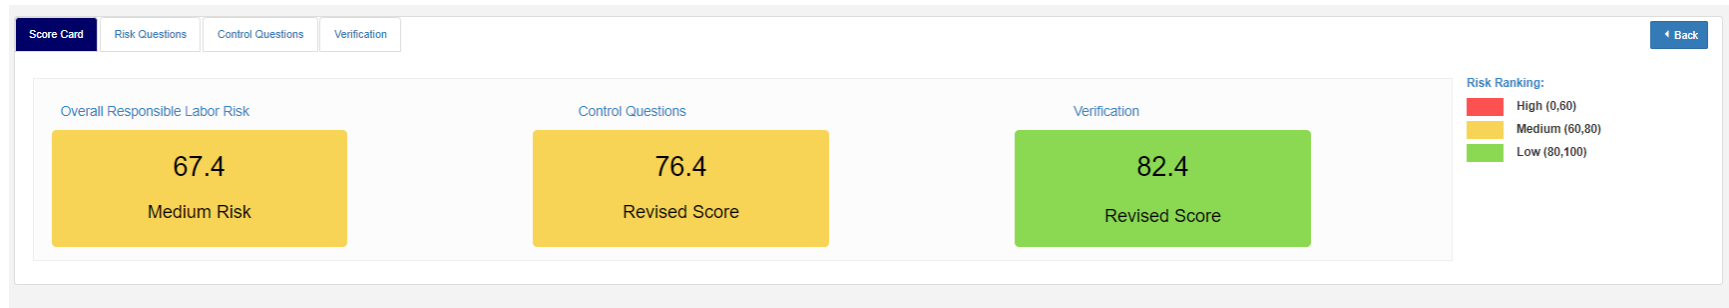 Score Card
Risk Questions
Control Questions
Verification
Back
Overall Responsible Labor Risk
67.4
Medium Risk
Control Questions
76.4
Revised Score
Verification
82.4
Revised Score
Risk Ranking:
High (0,60)
Medium (60,80)
Low (80,100)